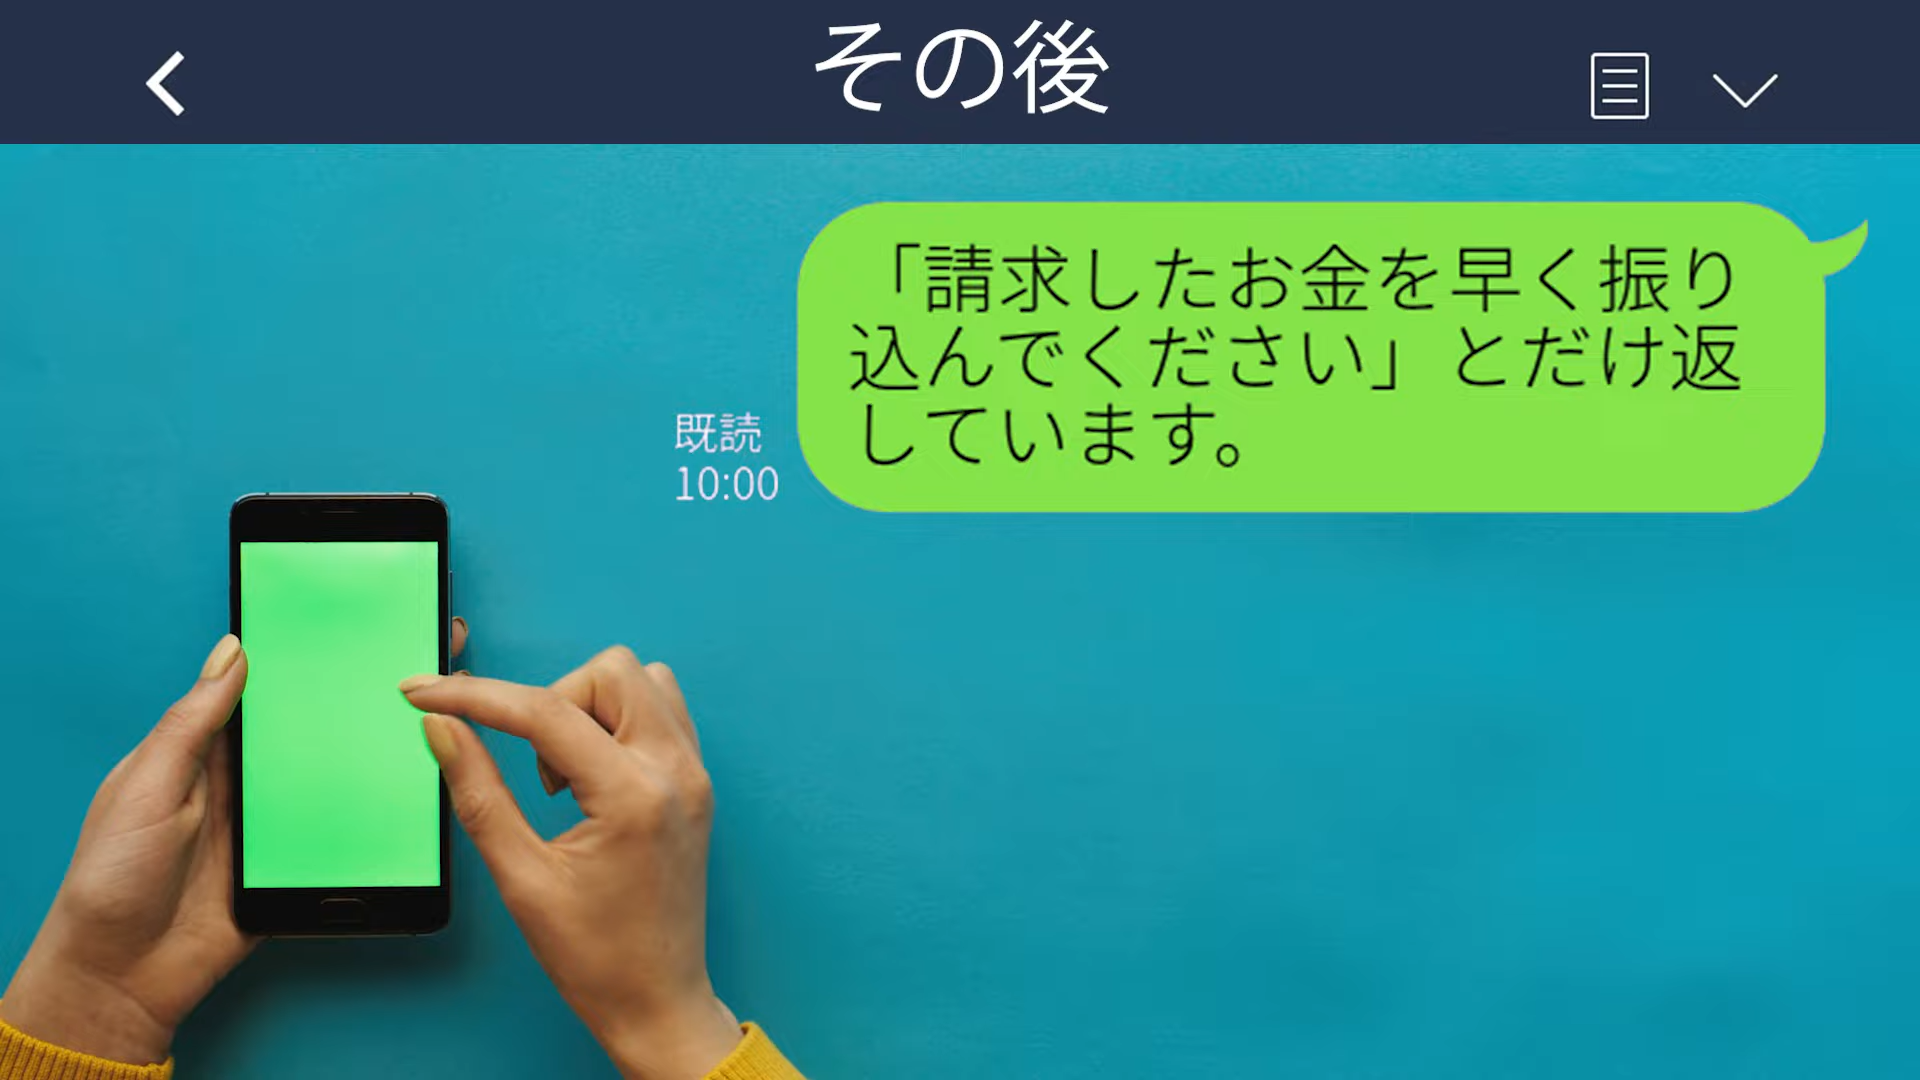 その後
「請求したお金を早く振り
込んでください」とだけ返
しています。
既読
10:00